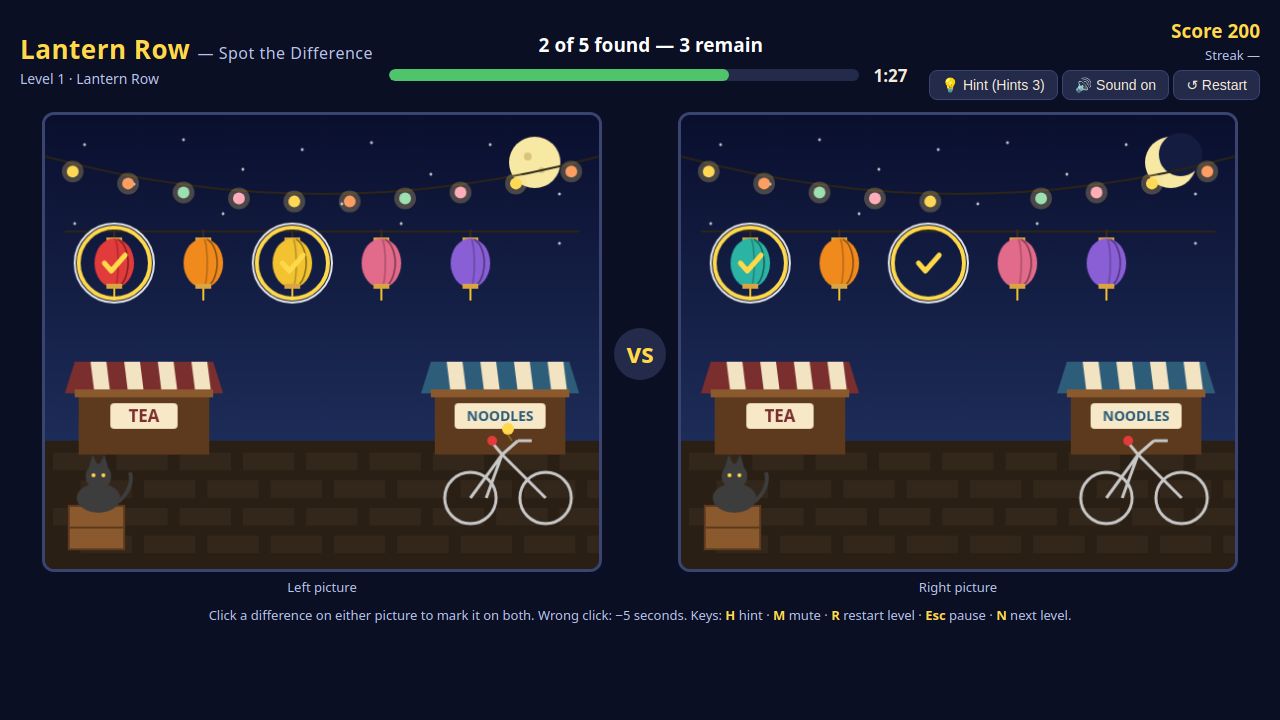 Lantern Row — Spot the Difference
Level 1 · Lantern Row
2 of 5 found — 3 remain
1:27
Score 200
Streak —
💡 Hint (Hints 3)
🔊 Sound on
↺ Restart
TEA
NOODLES
VS
TEA
NOODLES
Left picture
Right picture
Click a difference on either picture to mark it on both. Wrong click: −5 seconds. Keys: H hint · M mute · R restart level · Esc pause · N next level.